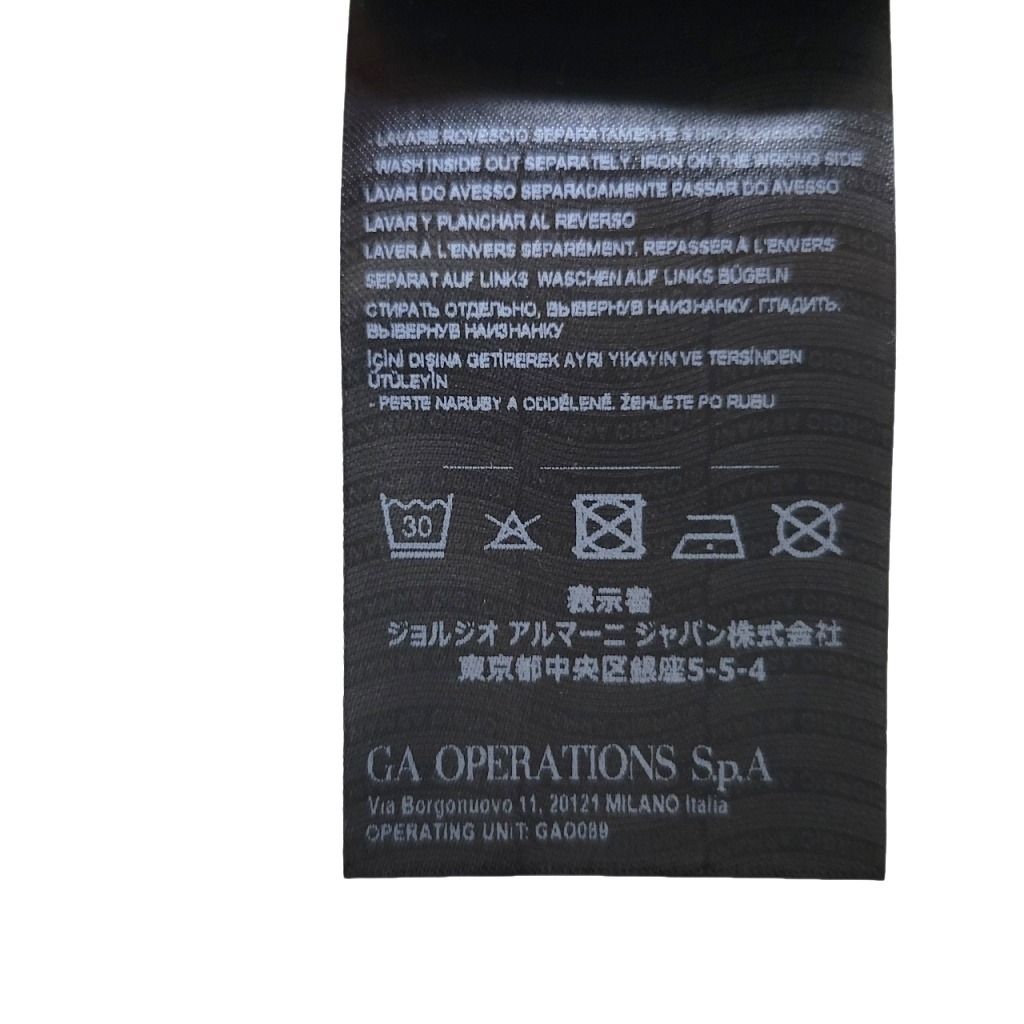 LAVARE ROVESCIO SEPARATAMENTE
WASH INSIDE OUT SEPARATELY. IRON ON THE WRONG SIDE
LAVAR DO AVESSO SEPARADAMENTE PASSAR DO AVESSO
LAVAR Y PLANCHAR AL REVERSO
LAVER À L'ENVERS SÉPARÉMENT, REPASSER À L'ENVERS
SEPARAT AUF LINKS WASCHEN AUF LINKS BÜGELN
СТИРАТЬ ОТДЕЛЬНО, ВЫВЕРНУВ НАИЗНАНКУ. ГЛАДИТЬ.
ВЫВЕРНУВ НАИЗНАНКУ
İÇİNİ DIŞINA GETİREREK AYRI YIKAYIN VE TERSİNDEN
ÜTÜLEYİN
- PERTE NARUBY A ODDĚLENĚ. ŽEHLETE PO RUBU
30
表示者
ジョルジオ アルマーニ ジャパン株式会社
東京都中央区銀座5-5-4
GA OPERATIONS S.p.A
Via Borgonuovo 11, 20121 MILANO Italia
OPERATING UNIT: GAO089